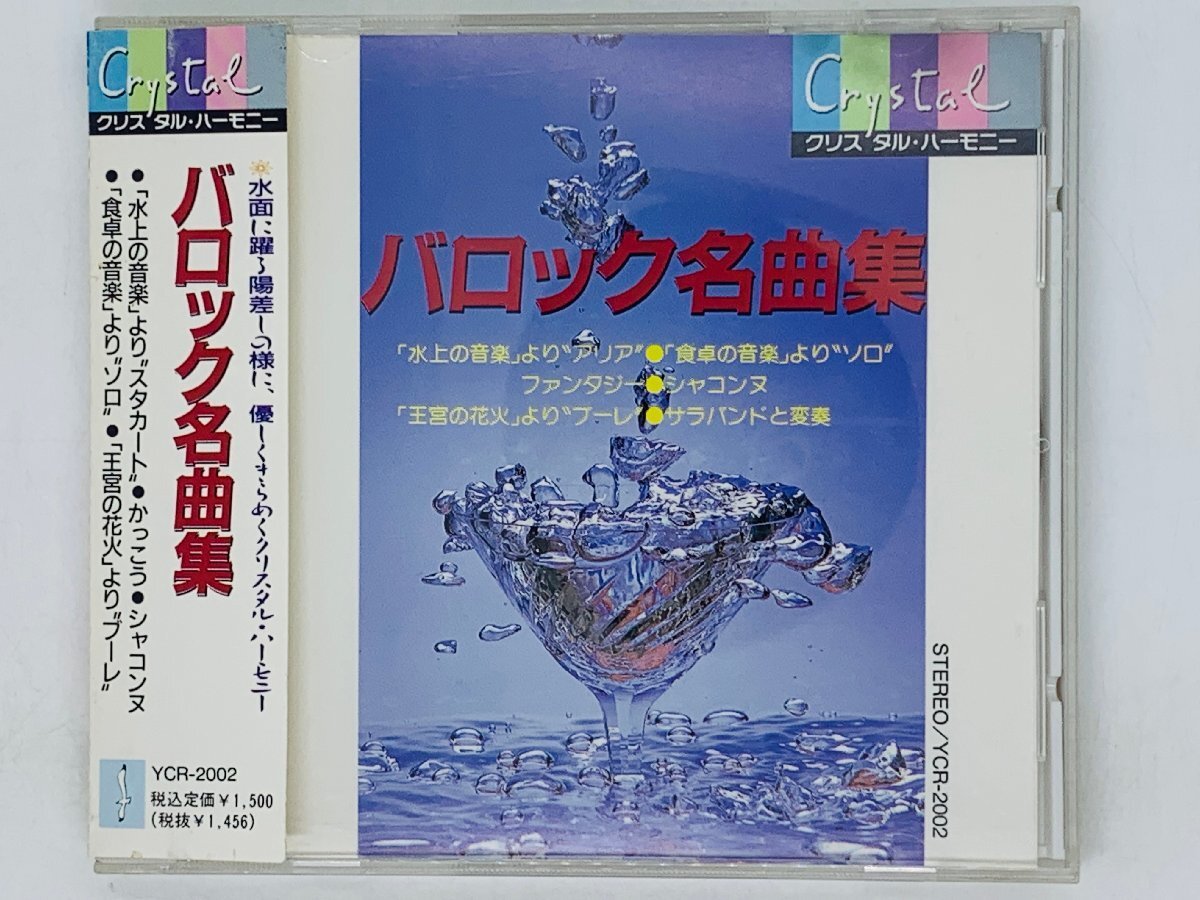 Crystal
クリスタル・ハーモニー
水面に躍る陽差しの様に、優しくきらめくクリスタル・ハーモニー
バロック名曲集
●「水上の音楽」より〝スタカート〟●かっこう●シャコンヌ
●「食卓の音楽」より〝ソロ〟●「王宮の花火」より〝ブーレ〟
YCR-2002
税込定価¥1,500
(税抜¥1,456)
Crystal
クリスタル・ハーモニー
バロック名曲集
「水上の音楽」より〝アリア〟●「食卓の音楽」より〝ソロ〟
ファンタジー●シャコンヌ
「王宮の花火」より〝ブーレ〟●サラバンドと変奏
STEREO/YCR-2002